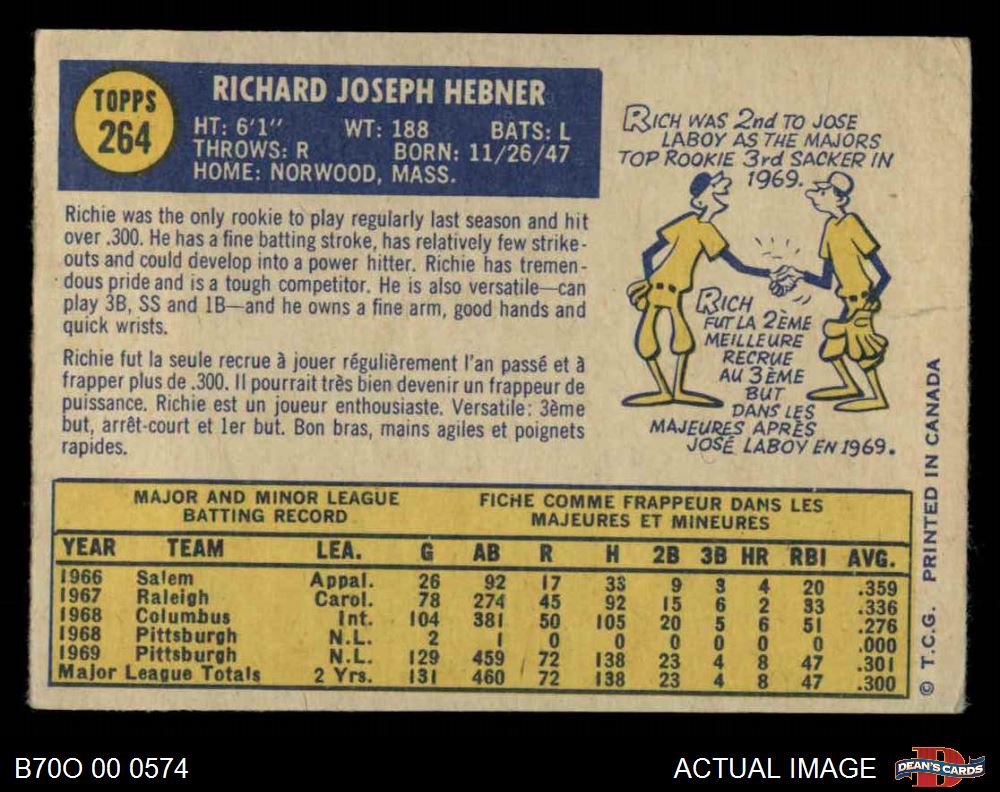 TOPPS
264
RICHARD JOSEPH HEBNER
HT: 6'1" WT: 188 BATS: L
THROWS: R BORN: 11/26/47
HOME: NORWOOD, MASS.
Richie was the only rookie to play regularly last season and hit
over .300. He has a fine batting stroke, has relatively few strike-
outs and could develop into a power hitter. Richie has tremen-
dous pride and is a tough competitor. He is also versatile—can
play 3B, SS and 1B—and he owns a fine arm, good hands and
quick wrists.
Richie fut la seule recrue à jouer régulièrement l'an passé et à
frapper plus de .300. Il pourrait très bien devenir un frappeur de
puissance. Richie est un joueur enthousiaste. Versatile: 3ème
but, arrêt-court et 1er but. Bon bras, mains agiles et poignets
rapides.
RICH WAS 2nd TO JOSE
LABOY AS THE MAJORS
TOP ROOKIE 3rd SACKER IN
1969.
RICH
FUT LA 2ÈME
MEILLEURE
RECRUE
AU 3ÈME
BUT
DANS LES
MAJEURES APRÈS
JOSÉ LABOY EN 1969.
MAJOR AND MINOR LEAGUE
BATTING RECORD
FICHE COMME FRAPPEUR DANS LES
MAJEURES ET MINEURES
YEAR TEAM LEA. G AB R H 2B 3B HR RBI AVG.
1966 Salem Appal. 26 92 17 33 9 3 4 20 .359
1967 Raleigh Carol. 78 274 45 92 15 6 2 33 .336
1968 Columbus Int. 104 381 50 105 20 5 6 51 .276
1968 Pittsburgh N.L. 2 1 0 0 0 0 0 0 .000
1969 Pittsburgh N.L. 129 459 72 138 23 4 8 47 .301
Major League Totals 2 Yrs. 131 460 72 138 23 4 8 47 .300
© T.C.G. PRINTED IN CANADA
B70O 00 0574
ACTUAL IMAGE
DEAN'S CARDS